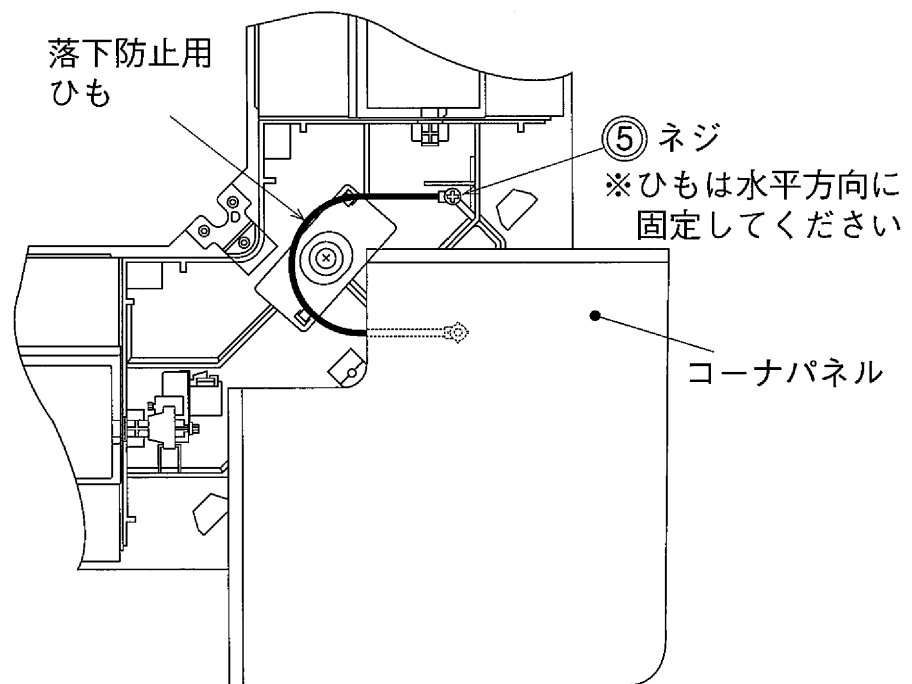 落下防止用
ひも
⑤ ネジ
※ひもは水平方向に
固定してください
コーナパネル